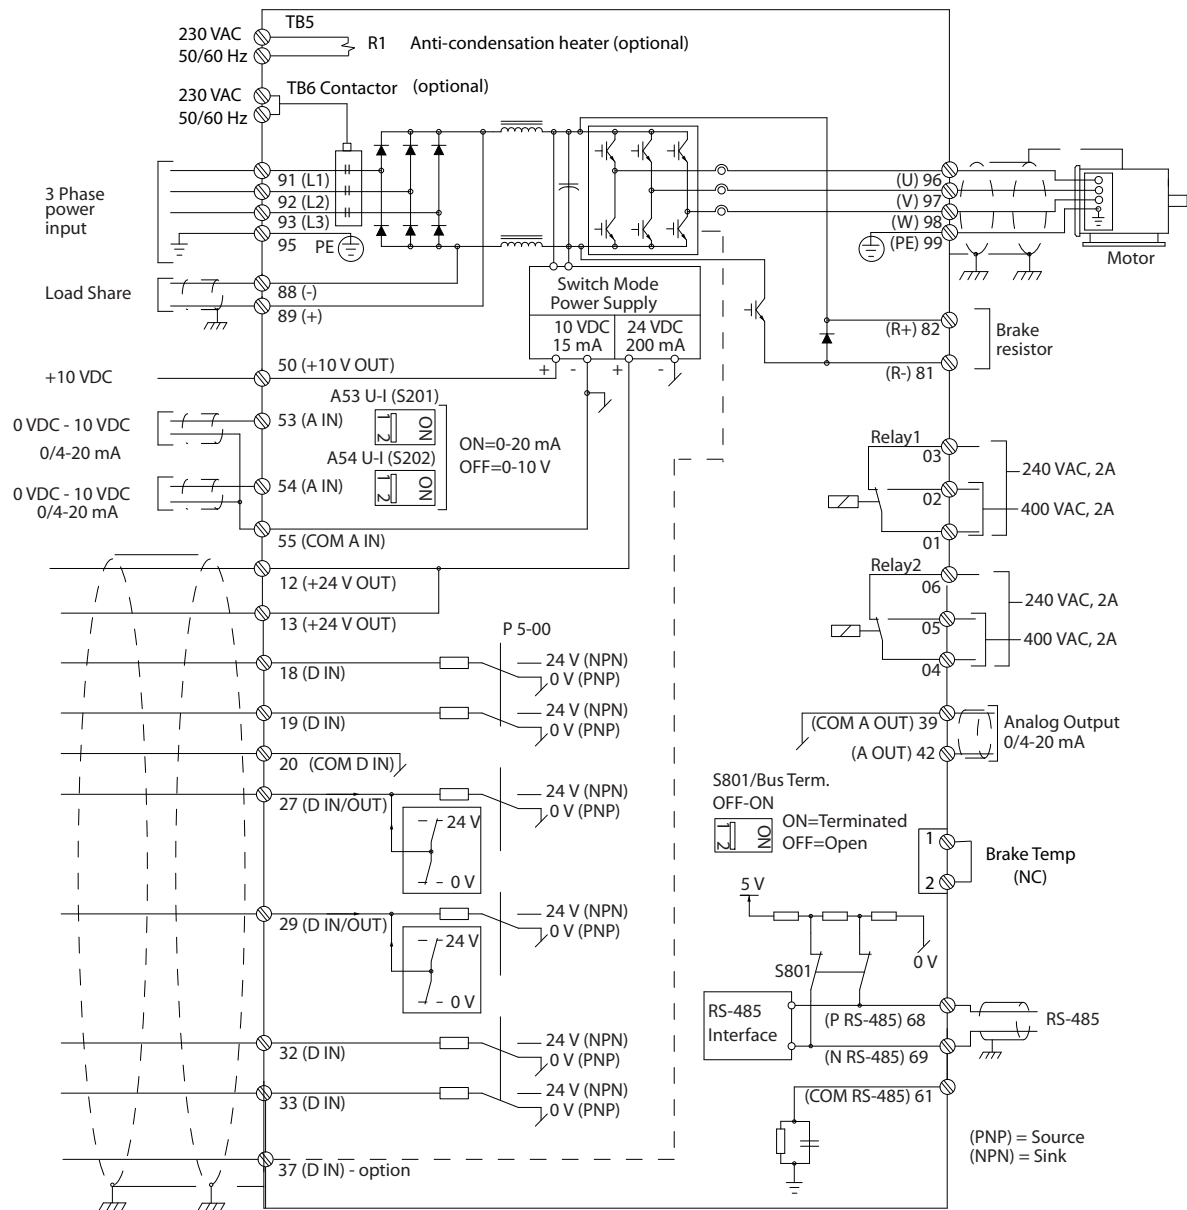 TB5
230 VAC
50/60 Hz
R1
Anti-condensation heater (optional)
TB6 Contactor (optional)
230 VAC
50/60 Hz
3 Phase
power
input
91 (L1)
92 (L2)
93 (L3)
95
PE
(U) 96
(V) 97
(W) 98
(PE) 99
Motor
Load Share
88 (-)
89 (+)
Switch Mode
Power Supply
10 VDC
15 mA
24 VDC
200 mA
+ - + -
(R+) 82
(R-) 81
Brake
resistor
+10 VDC
50 (+10 V OUT)
0 VDC - 10 VDC
0/4-20 mA
53 (A IN)
A53 U-I (S201)
1 2
ON
A54 U-I (S202)
1 2
ON
ON=0-20 mA
OFF=0-10 V
0 VDC - 10 VDC
0/4-20 mA
54 (A IN)
55 (COM A IN)
Relay1
03
02
01
240 VAC, 2A
400 VAC, 2A
12 (+24 V OUT)
13 (+24 V OUT)
Relay2
06
05
04
240 VAC, 2A
400 VAC, 2A
P 5-00
18 (D IN)
24 V (NPN)
0 V (PNP)
19 (D IN)
24 V (NPN)
0 V (PNP)
20 (COM D IN)
27 (D IN/OUT)
24 V (NPN)
0 V (PNP)
24 V
0 V
29 (D IN/OUT)
24 V (NPN)
0 V (PNP)
24 V
0 V
32 (D IN)
24 V (NPN)
0 V (PNP)
33 (D IN)
24 V (NPN)
0 V (PNP)
37 (D IN) - option
(COM A OUT) 39
(A OUT) 42
Analog Output
0/4-20 mA
S801/Bus Term.
OFF-ON
1 2
ON
ON=Terminated
OFF=Open
1
2
Brake Temp
(NC)
5 V
0 V
S801
RS-485
Interface
(P RS-485) 68
(N RS-485) 69
RS-485
(COM RS-485) 61
(PNP) = Source
(NPN) = Sink